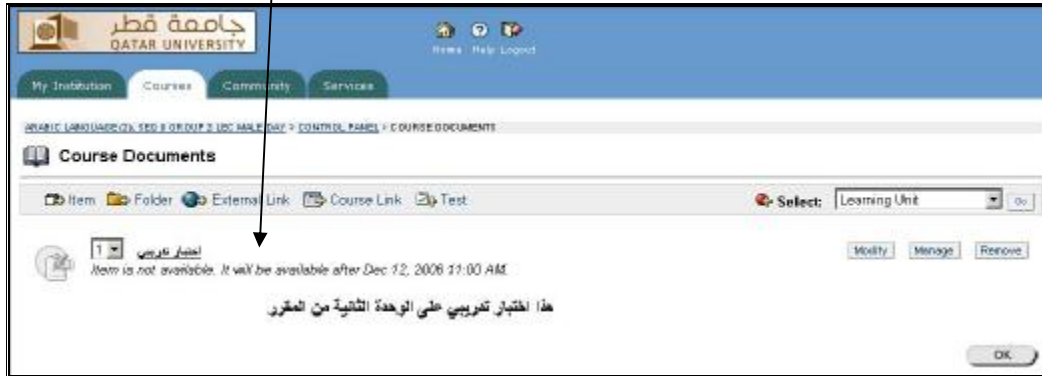 جامعة قطر
QATAR UNIVERSITY
Home Help Logout
My Institution Courses Community Services
ARABIC LANGUAGE (2), SEQ II GROUP 2 LEC MALE DAY > CONTROL PANEL > COURSE DOCUMENTS
Course Documents
Item Folder External Link Course Link Test Select: Learning Unit Go
1 اختبار تدريبي Modify Manage Remove
Item is not available. It will be available after Dec 12, 2006 11:00 AM.
هذا اختبار تدريبي على الوحدة الثانية من المقرر.
OK